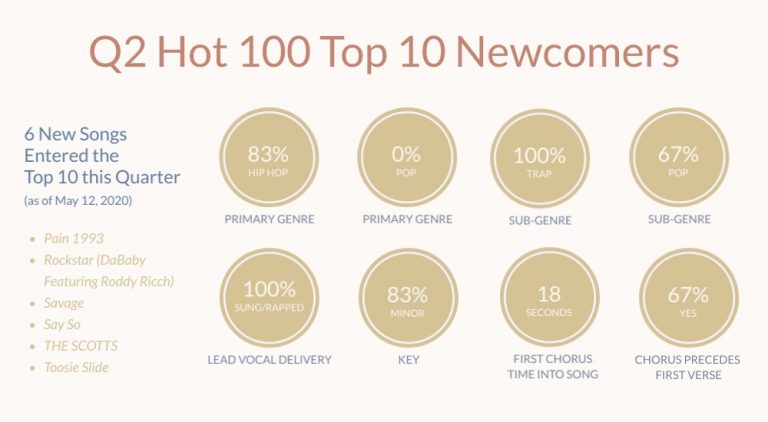 Q2 Hot 100 Top 10 Newcomers
6 New Songs
Entered the
Top 10 this Quarter
(as of May 12, 2020)
• Pain 1993
• Rockstar (DaBaby
Featuring Roddy Ricch)
• Savage
• Say So
• THE SCOTTS
• Toosie Slide
83%
HIP HOP
PRIMARY GENRE
0%
POP
PRIMARY GENRE
100%
TRAP
SUB-GENRE
67%
POP
SUB-GENRE
100%
SUNG/RAPPED
LEAD VOCAL DELIVERY
83%
MINOR
KEY
18
SECONDS
FIRST CHORUS
TIME INTO SONG
67%
YES
CHORUS PRECEDES
FIRST VERSE